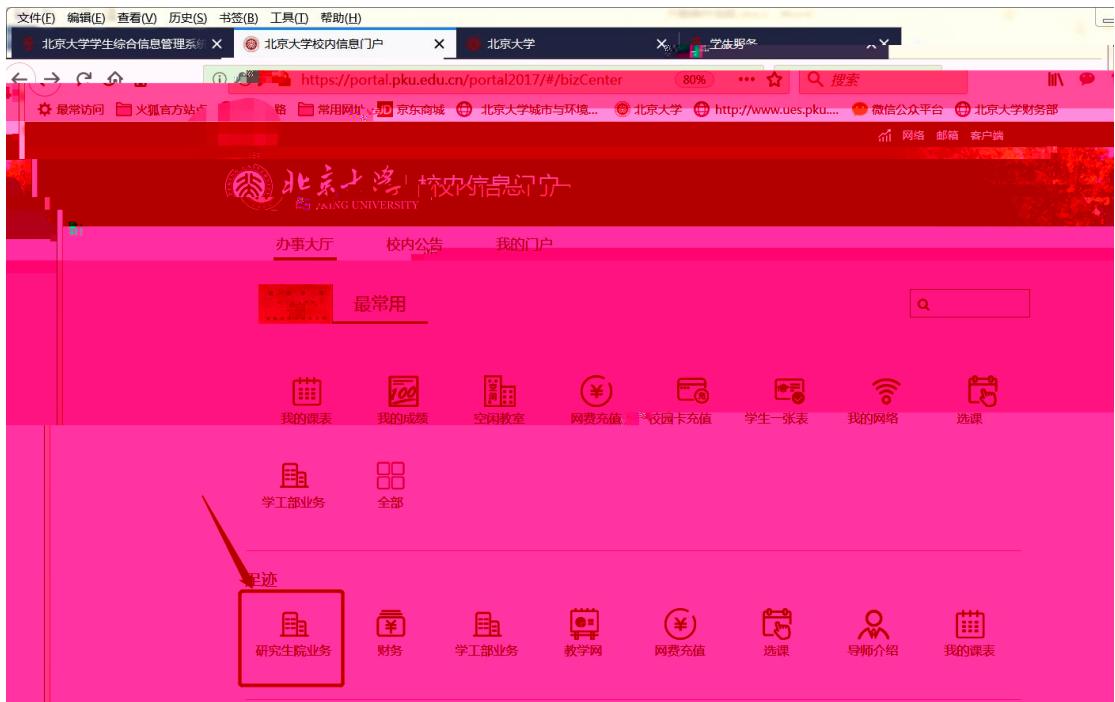 文件(F) 编辑(E) 查看(V) 历史(S) 书签(B) 工具(T) 帮助(H)
北京大学学生综合信息管理系统 × 北京大学校内信息门户 × 北京大学 ×
https://portal.pku.edu.cn/portal2017/#/bizCenter 80% ••• 搜索
最常访问 火狐官方站点 常用网址 JD 京东商城 北京大学城市与环境... 北京大学 http://www.ues.pku.... 微信公众平台 北京大学财务部
网络 邮箱 客户端
北京大学 校内信息门户
UNIVERSITY
办事大厅 校内公告 我的门户
最常用
我的课表 我的成绩 空闲教室 网费充值 校园卡充值 学生一张表 我的网络 选课
学工部业务 全部
足迹
研究生院业务 财务 学工部业务 教学网 网费充值 选课 导师介绍 我的课表